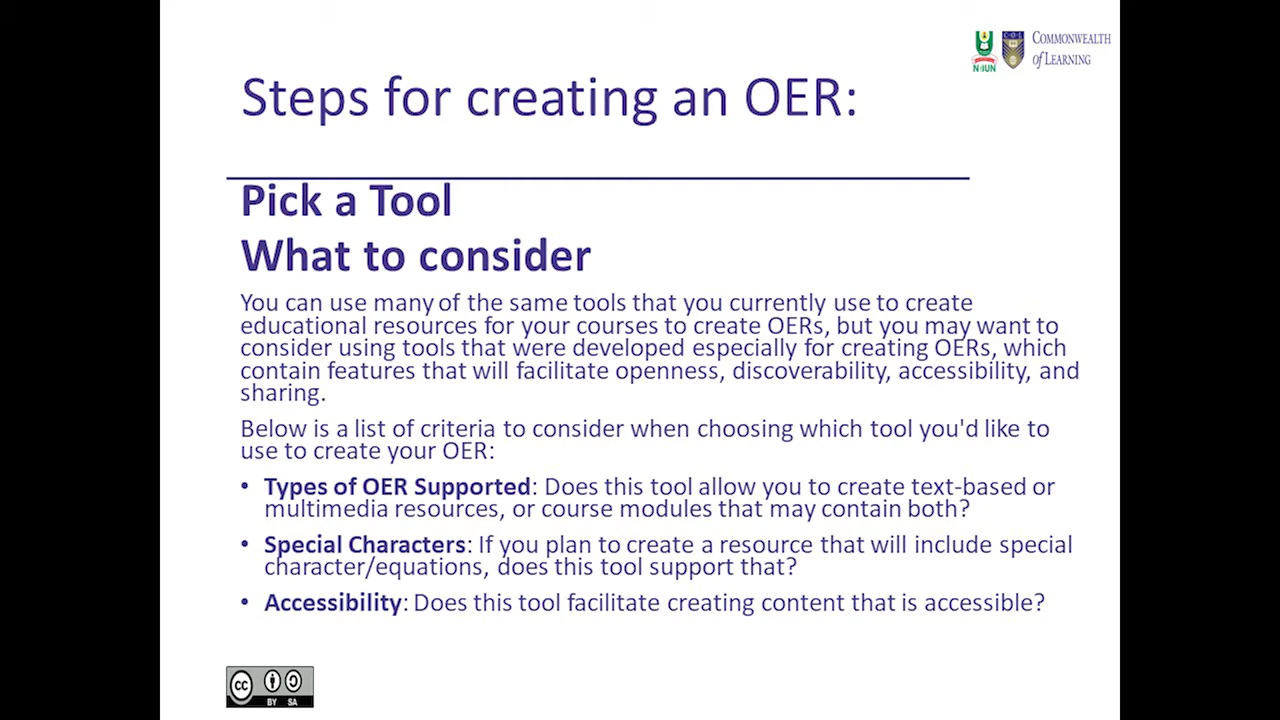 COMMONWEALTH
of LEARNING
COL
NOUN
Steps for creating an OER:
Pick a Tool
What to consider
You can use many of the same tools that you currently use to create
educational resources for your courses to create OERs, but you may want to
consider using tools that were developed especially for creating OERs, which
contain features that will facilitate openness, discoverability, accessibility, and
sharing.
Below is a list of criteria to consider when choosing which tool you'd like to
use to create your OER:
• Types of OER Supported: Does this tool allow you to create text-based or
multimedia resources, or course modules that may contain both?
• Special Characters: If you plan to create a resource that will include special
character/equations, does this tool support that?
• Accessibility: Does this tool facilitate creating content that is accessible?
cc
BY SA